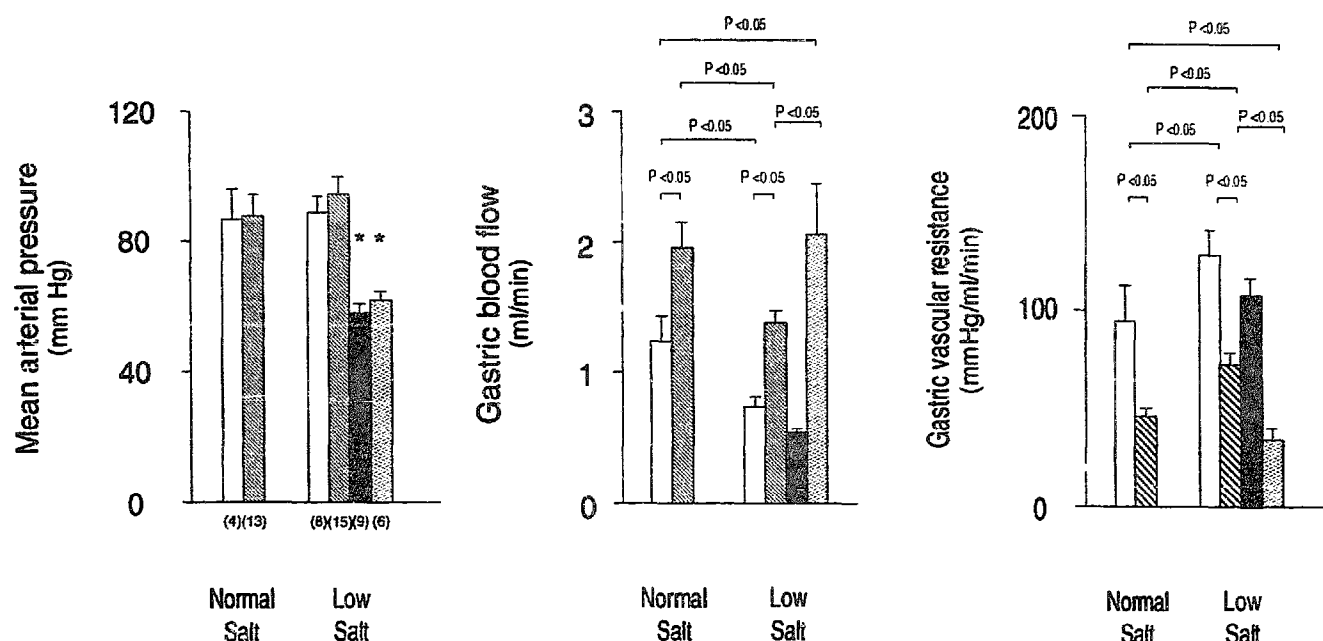 Mean arterial pressure
(mm Hg)
120
80
40
0
* *
(4)(13)
(8)(15)(9)(6)
Normal
Salt
Low
Salt
Gastric blood flow
(ml/min)
3
2
1
0
P <0.05
P <0.05
P <0.05
P <0.05
P <0.05
P <0.05
Normal
Salt
Low
Salt
Gastric vascular resistance
(mmHg/ml/min)
200
100
0
P <0.05
P <0.05
P <0.05
P <0.05
P <0.05
P <0.05
Normal
Salt
Low
Salt